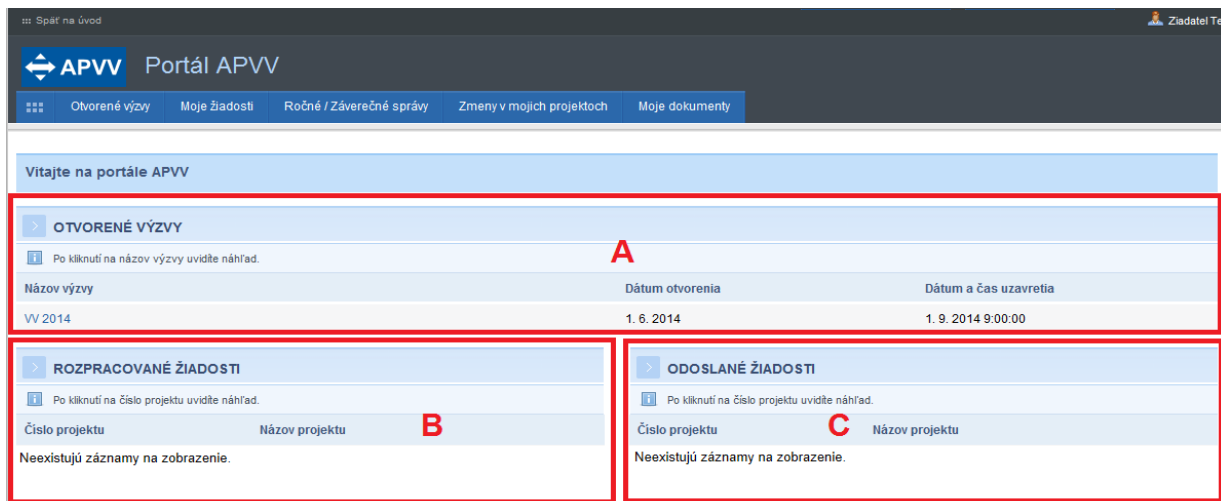 Späť na úvod
Ziadatel Te
APVV Portál APVV
Otvorené výzvy Moje žiadosti Ročné / Záverečné správy Zmeny v mojich projektoch Moje dokumenty
Vitajte na portále APVV
OTVORENÉ VÝZVY
A
Po kliknutí na názov výzvy uvidíte náhľad.
Názov výzvy Dátum otvorenia Dátum a čas uzavretia
VV 2014 1. 6. 2014 1. 9. 2014 9:00:00
ROZPRACOVANÉ ŽIADOSTI
Po kliknutí na číslo projektu uvidíte náhľad.
Číslo projektu Názov projektu
B
Neexistujú záznamy na zobrazenie.
ODOSLANÉ ŽIADOSTI
Po kliknutí na číslo projektu uvidíte náhľad.
Číslo projektu Názov projektu
C
Neexistujú záznamy na zobrazenie.